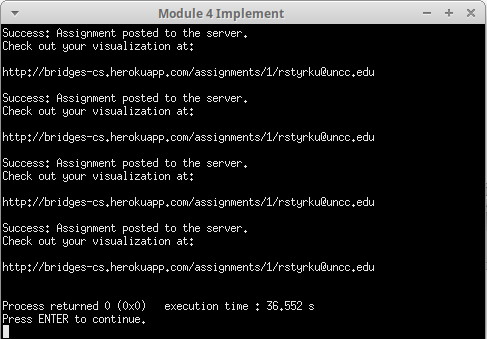 Module 4 Implement
Success: Assignment posted to the server.
Check out your visualization at:
http://bridges-cs.herokuapp.com/assignments/1/rstyrku@uncc.edu
Success: Assignment posted to the server.
Check out your visualization at:
http://bridges-cs.herokuapp.com/assignments/1/rstyrku@uncc.edu
Success: Assignment posted to the server.
Check out your visualization at:
http://bridges-cs.herokuapp.com/assignments/1/rstyrku@uncc.edu
Success: Assignment posted to the server.
Check out your visualization at:
http://bridges-cs.herokuapp.com/assignments/1/rstyrku@uncc.edu
Process returned 0 (0x0)   execution time : 36.552 s
Press ENTER to continue.